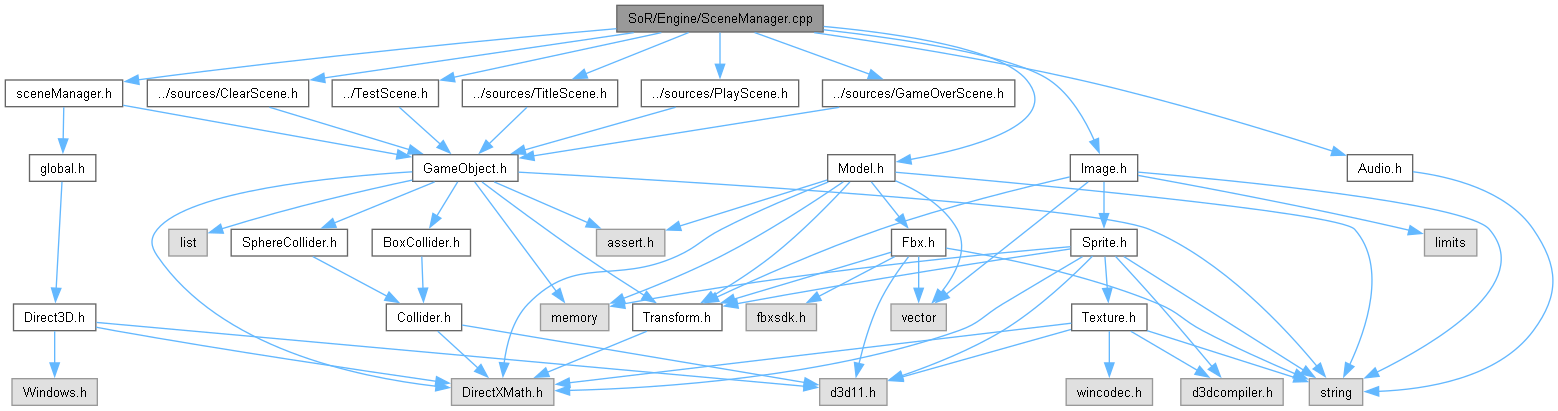 SoR/Engine/SceneManager.cpp
sceneManager.h
../sources/ClearScene.h
../TestScene.h
../sources/TitleScene.h
../sources/PlayScene.h
../sources/GameOverScene.h
global.h
GameObject.h
Model.h
Image.h
Audio.h
list
SphereCollider.h
BoxCollider.h
assert.h
Fbx.h
Sprite.h
limits
Direct3D.h
Collider.h
memory
Transform.h
fbxsdk.h
vector
Texture.h
Windows.h
DirectXMath.h
d3d11.h
wincodec.h
d3dcompiler.h
string